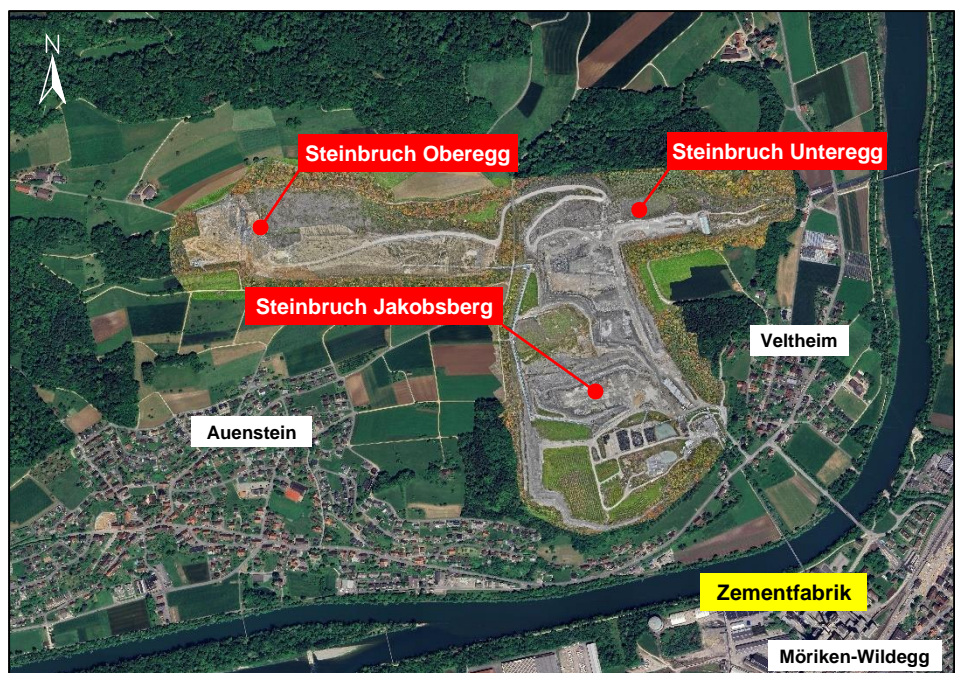 N
Steinbruch Oberegg
Steinbruch Unteregg
Steinbruch Jakobsberg
Veltheim
Auenstein
Zementfabrik
Möriken-Wildegg